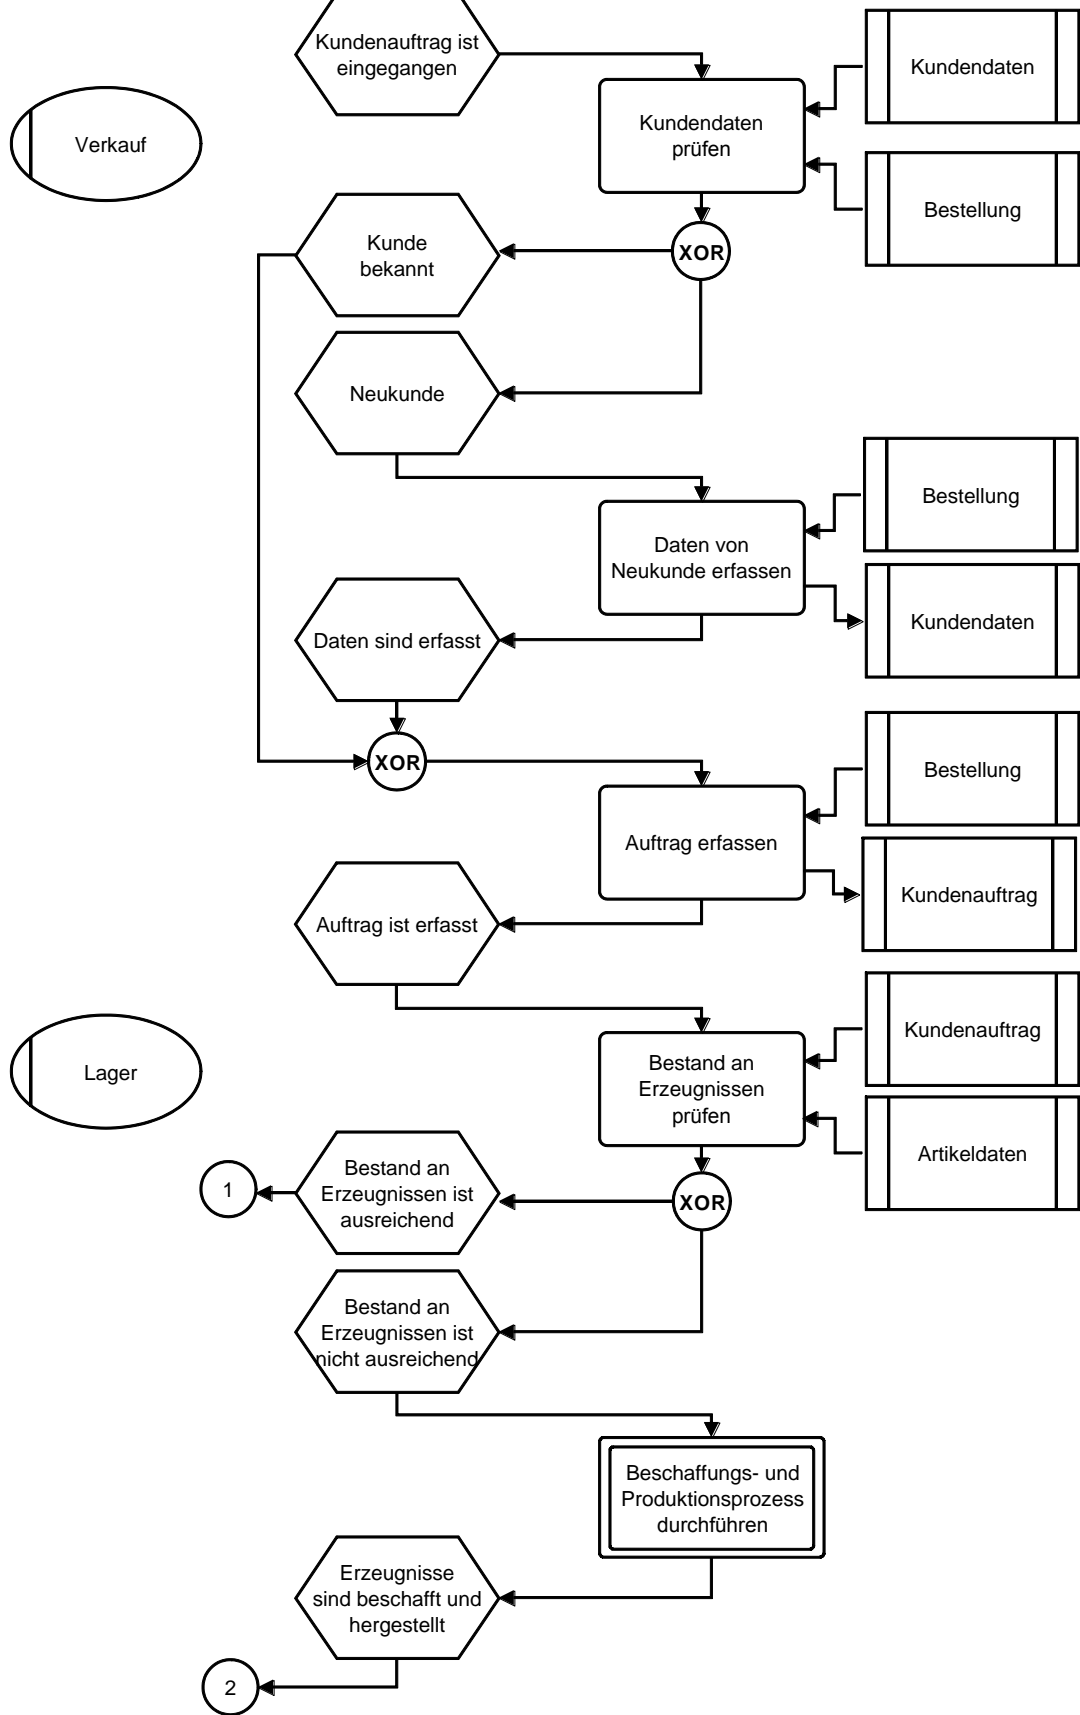 Kundenauftrag ist
eingegangen
Kundendaten
Kundendaten
prüfen
Verkauf
Bestellung
Kunde
bekannt
XOR
Neukunde
Bestellung
Daten von
Neukunde erfassen
Kundendaten
Daten sind erfasst
XOR
Bestellung
Auftrag erfassen
Kundenauftrag
Auftrag ist erfasst
Kundenauftrag
Lager
Bestand an
Erzeugnissen
prüfen
Artikeldaten
1
Bestand an
Erzeugnissen ist
ausreichend
XOR
Bestand an
Erzeugnissen ist
nicht ausreichend
Beschaffungs- und
Produktionsprozess
durchführen
Erzeugnisse
sind beschafft und
hergestellt
2